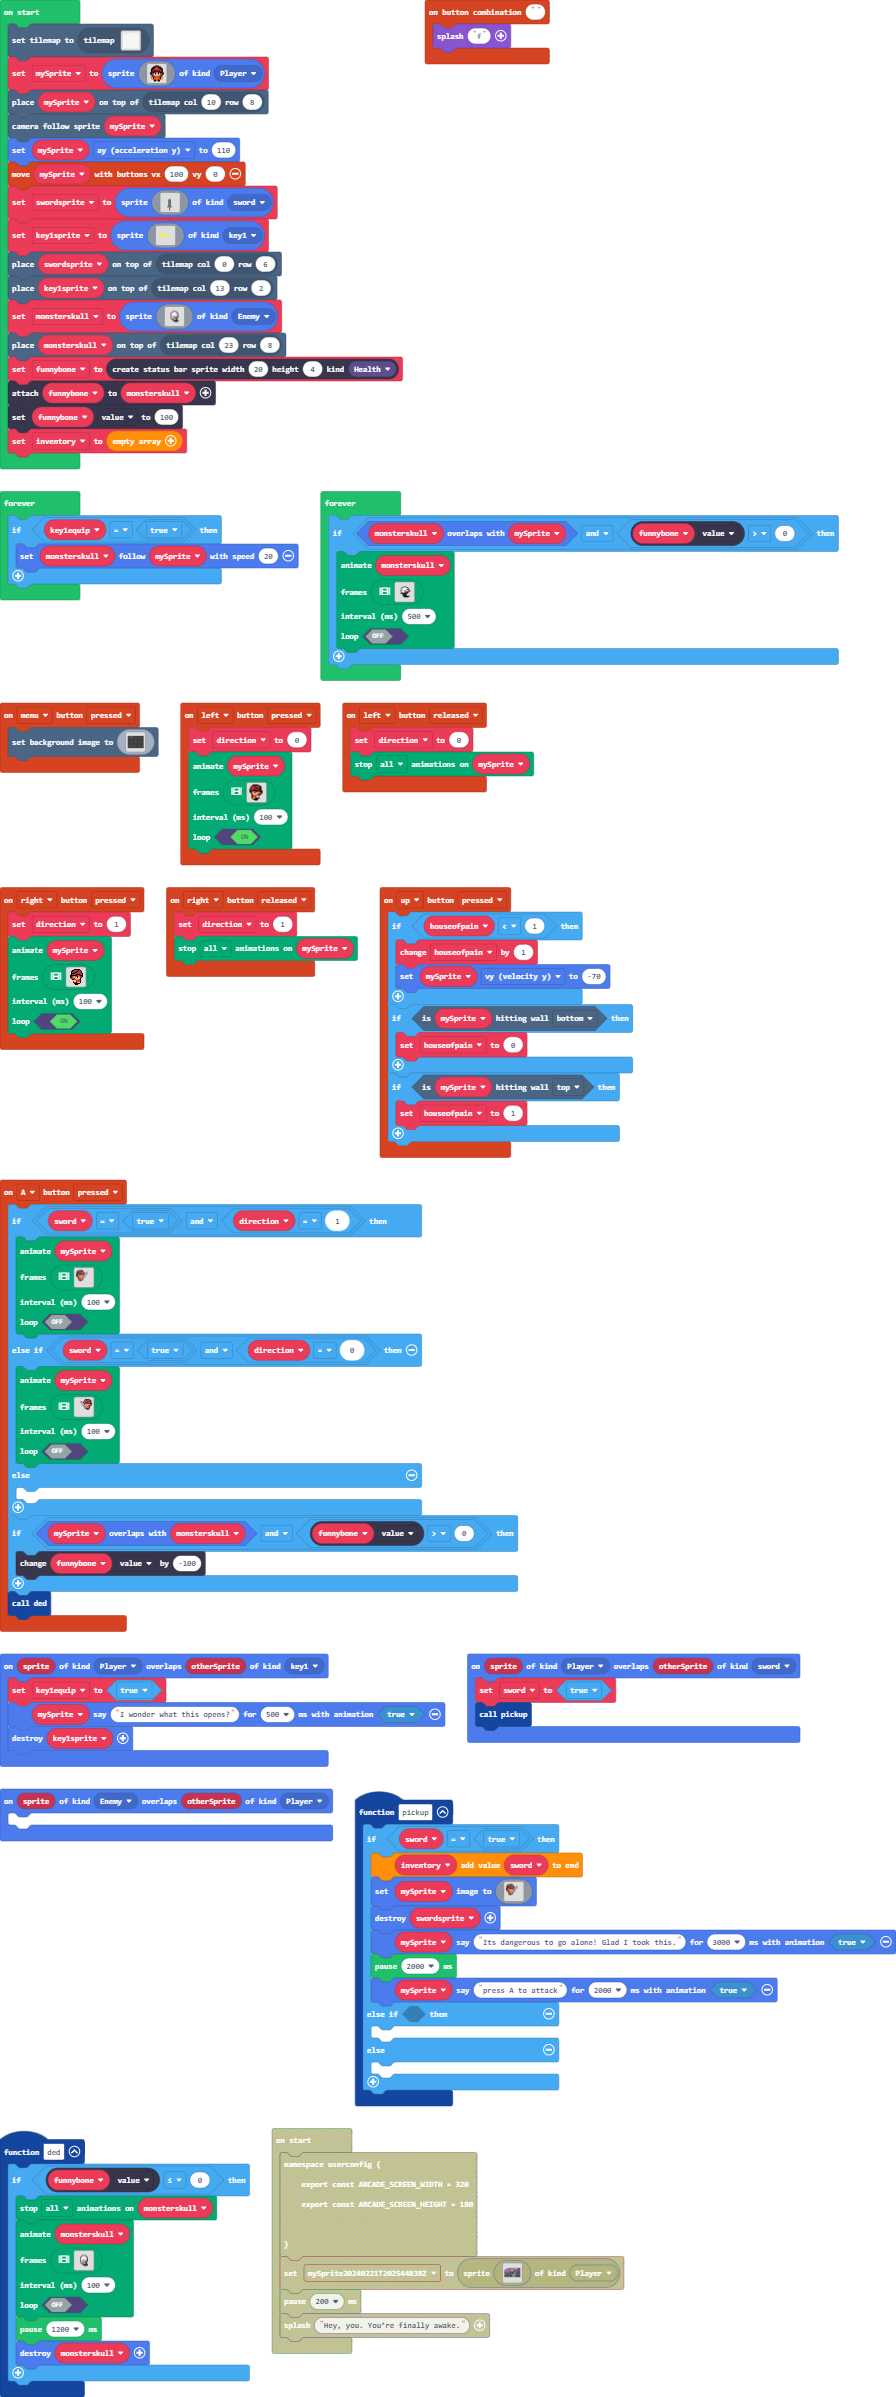 on start
set tilemap to tilemap
set mySprite to sprite of kind Player
place mySprite on top of tilemap col 10 row 8
camera follow sprite mySprite
set mySprite ay (acceleration y) to 110
move mySprite with buttons vx 100 vy 0
set swordsprite to sprite of kind sword
set key1sprite to sprite of kind key1
place swordsprite on top of tilemap col 0 row 6
place key1sprite on top of tilemap col 13 row 2
set monsterskull to sprite of kind Enemy
place monsterskull on top of tilemap col 23 row 8
set funnybone to create status bar sprite width 20 height 4 kind Health
attach funnybone to monsterskull
set funnybone value to 100
set inventory to empty array
on button combination " "
splash "f"
forever
if key1equip = true then
set monsterskull follow mySprite with speed 20
forever
if monsterskull overlaps with mySprite and funnybone value > 0 then
animate monsterskull
frames
interval (ms) 500
loop OFF
on menu button pressed
set background image to
on left button pressed
set direction to 0
animate mySprite
frames
interval (ms) 100
loop ON
on left button released
set direction to 0
stop all animations on mySprite
on right button pressed
set direction to 1
animate mySprite
frames
interval (ms) 100
loop ON
on right button released
set direction to 1
stop all animations on mySprite
on up button pressed
if houseofpain < 1 then
change houseofpain by 1
set mySprite vy (velocity y) to -70
if is mySprite hitting wall bottom then
set houseofpain to 0
if is mySprite hitting wall top then
set houseofpain to 1
on A button pressed
if sword = true and direction = 1 then
animate mySprite
frames
interval (ms) 100
loop OFF
else if sword = true and direction = 0 then
animate mySprite
frames
interval (ms) 100
loop OFF
else
if mySprite overlaps with monsterskull and funnybone value > 0 then
change funnybone value by -100
call ded
on sprite of kind Player overlaps otherSprite of kind key1
set key1equip to true
mySprite say "I wonder what this opens?" for 500 ms with animation true
destroy key1sprite
on sprite of kind Player overlaps otherSprite of kind sword
set sword to true
call pickup
on sprite of kind Enemy overlaps otherSprite of kind Player
function pickup
if sword = true then
inventory add value sword to end
set mySprite image to
destroy swordsprite
mySprite say "Its dangerous to go alone! Glad I took this." for 3000 ms with animation true
pause 2000 ms
mySprite say "press A to attack" for 2000 ms with animation true
else if then
else
function ded
if funnybone value ≤ 0 then
stop all animations on monsterskull
animate monsterskull
frames
interval (ms) 100
loop OFF
pause 1200 ms
destroy monsterskull
on start
namespace userconfig {
export const ARCADE_SCREEN_WIDTH = 320
export const ARCADE_SCREEN_HEIGHT = 180
}
set mySprite20240221T202544838Z to sprite of kind Player
pause 200 ms
splash "Hey, you. You're finally awake."